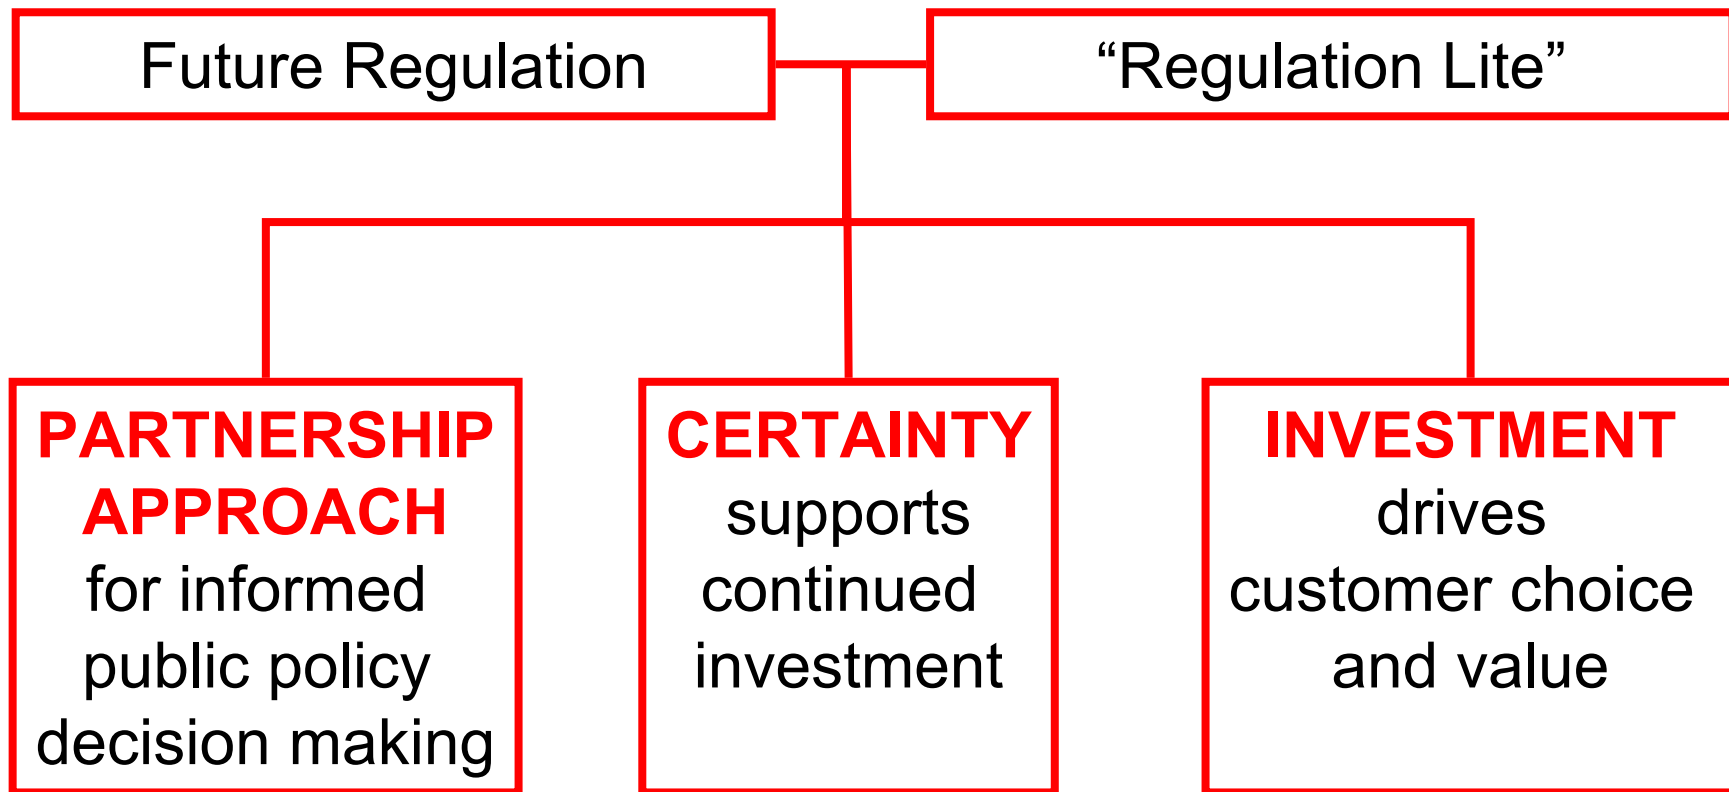 Future Regulation
“Regulation Lite”
PARTNERSHIP
APPROACH
for informed
public policy
decision making
CERTAINTY
supports
continued
investment
INVESTMENT
drives
customer choice
and value